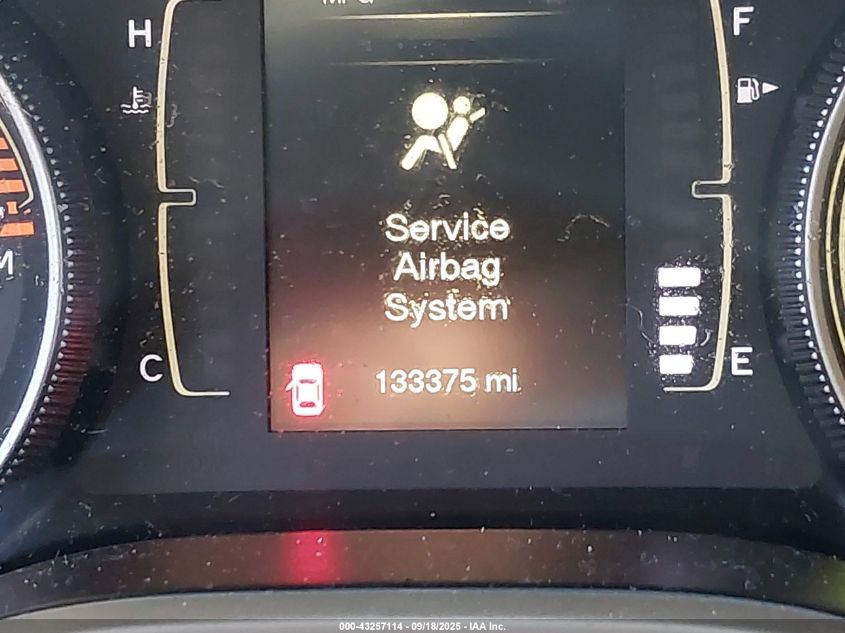 H
F
Service
Airbag
System
C
133375 mi
E
M
000-43257114 - 09/18/2025 - IAA Inc.